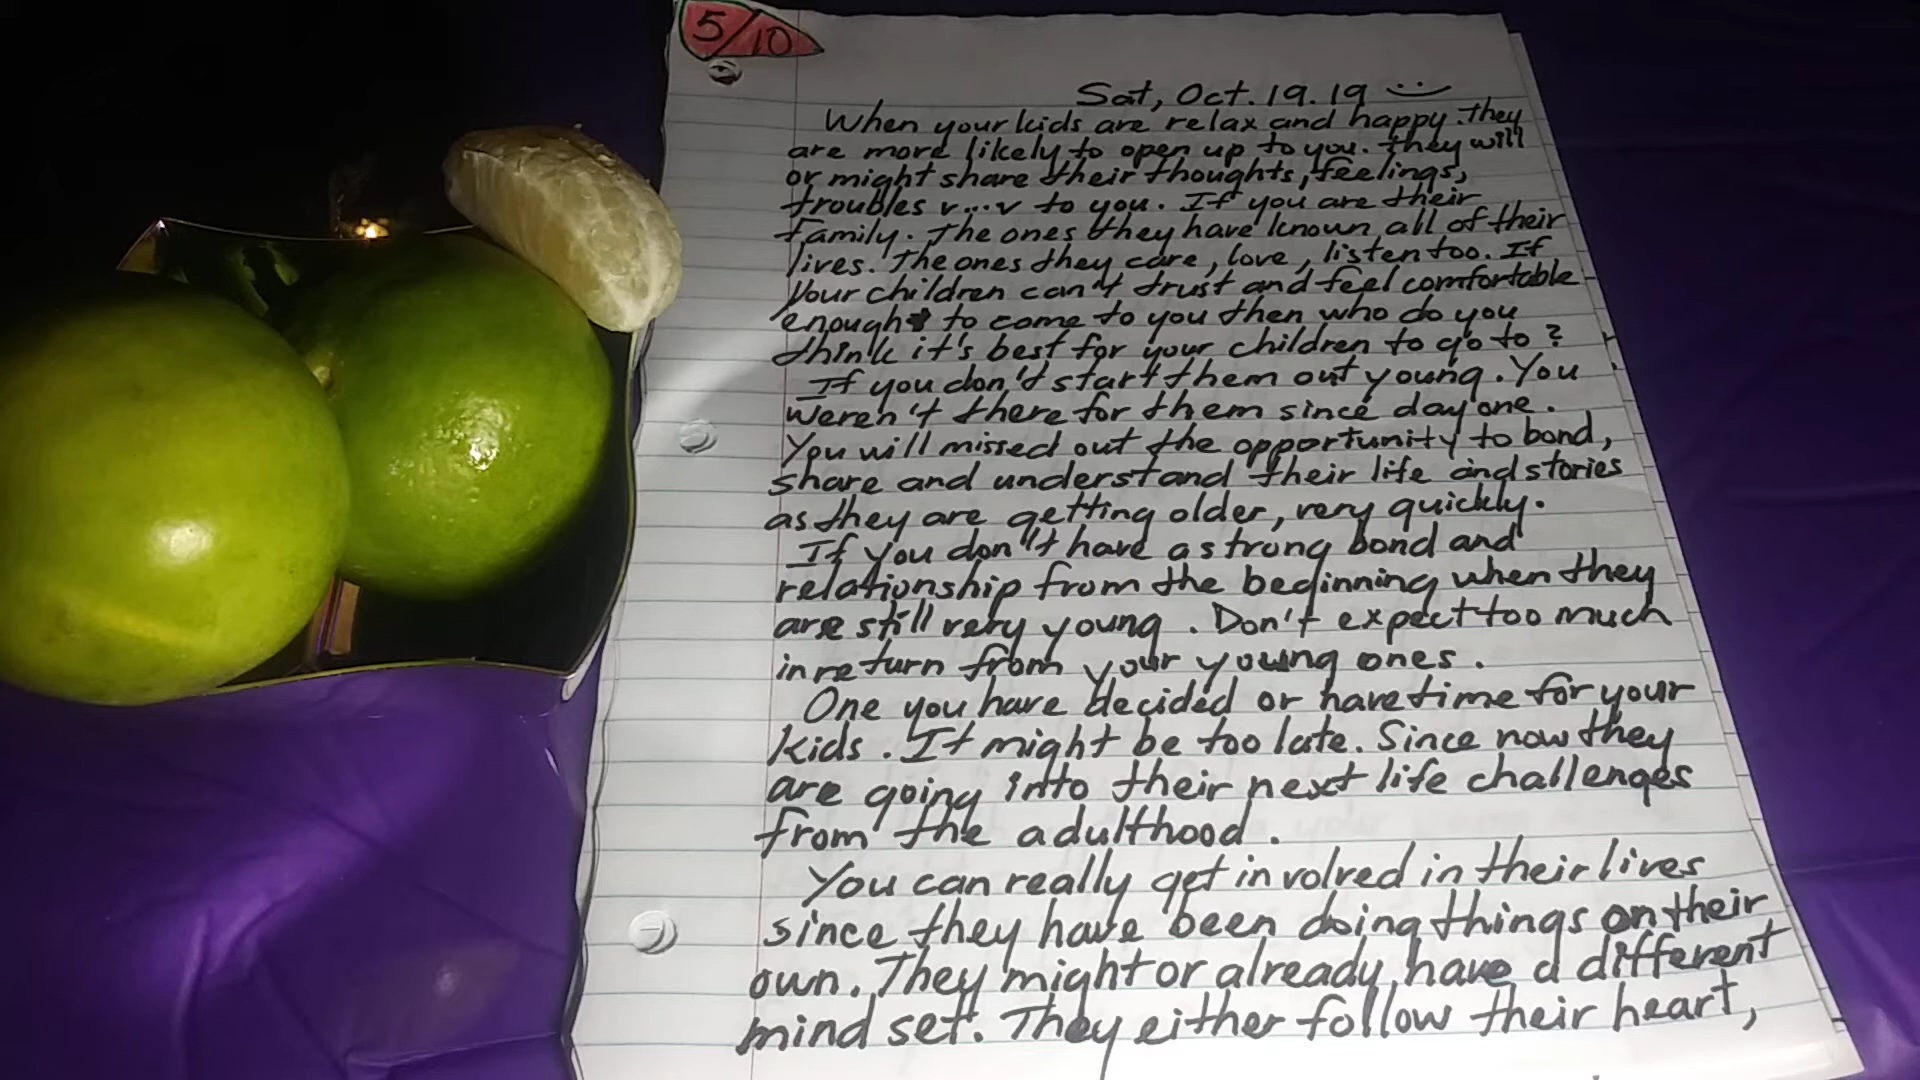 5/10
Sat, Oct. 19. 19
When your kids are relax and happy. They
are more likely to open up to you. They will
or might share their thoughts, feelings,
troubles v...v to you. If you are their
family. The ones they have known all of their
lives. The ones they care, love, listen too. If
your children can't trust and feel comfortable
enough to come to you then who do you
think it's best for your children to go to?
If you don't start them out young. You
weren't there for them since day one.
You will missed out the opportunity to bond,
share and understand their life and stories
as they are getting older, very quickly.
If you don't have a strong bond and
relationship from the beginning when they
are still very young. Don't expect too much
in return from your young ones.
One you have decided or have time for your
kids. It might be too late. Since now they
are going into their next life challenges
from the adulthood.
You can really get involved in their lives
since they have been doing things on their
own. They might or already have a different
mind set. They either follow their heart,